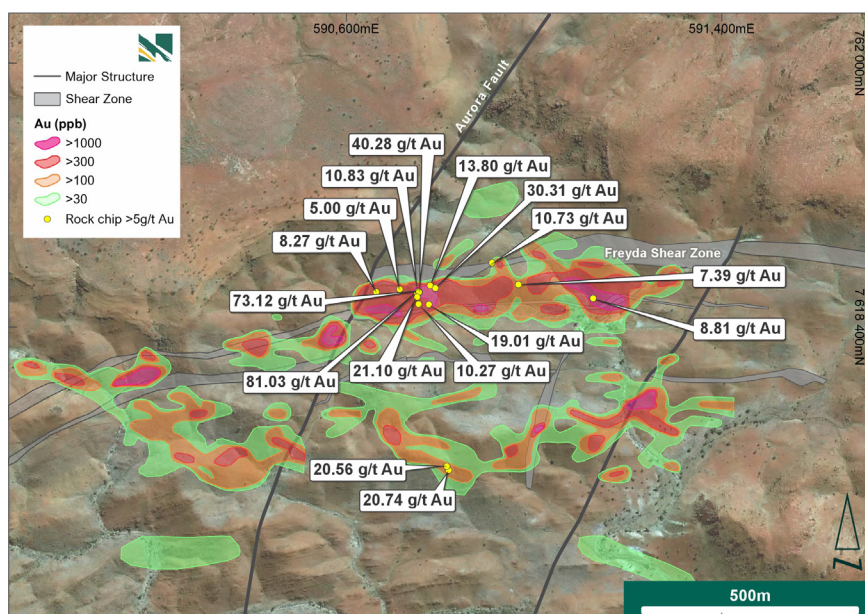 590,600mE
591,400mE
762 000mN
7 618 400mN
Major Structure
Shear Zone
Au (ppb)
>1000
>300
>100
>30
Rock chip >5g/t Au
Aurora Fault
40.28 g/t Au
10.83 g/t Au
13.80 g/t Au
30.31 g/t Au
5.00 g/t Au
10.73 g/t Au
8.27 g/t Au
Freyda Shear Zone
7.39 g/t Au
73.12 g/t Au
8.81 g/t Au
19.01 g/t Au
21.10 g/t Au
10.27 g/t Au
81.03 g/t Au
20.56 g/t Au
20.74 g/t Au
N
500m